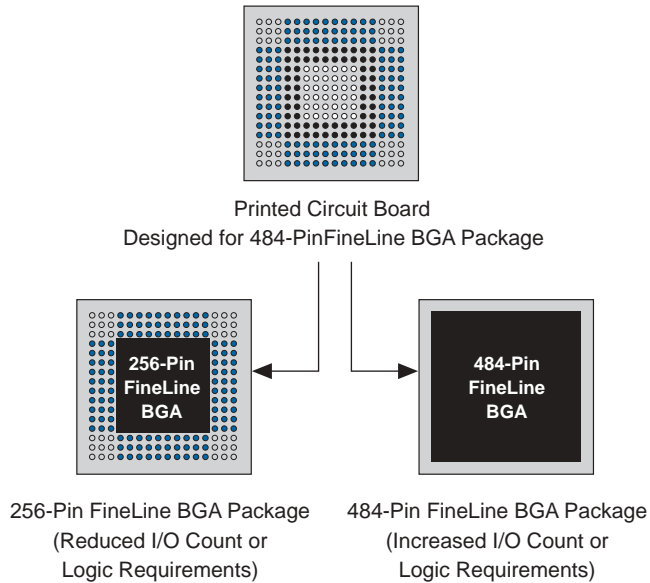 Printed Circuit Board
Designed for 484-PinFineLine BGA Package
256-Pin
FineLine
BGA
484-Pin
FineLine
BGA
256-Pin FineLine BGA Package
(Reduced I/O Count or
Logic Requirements)
484-Pin FineLine BGA Package
(Increased I/O Count or
Logic Requirements)